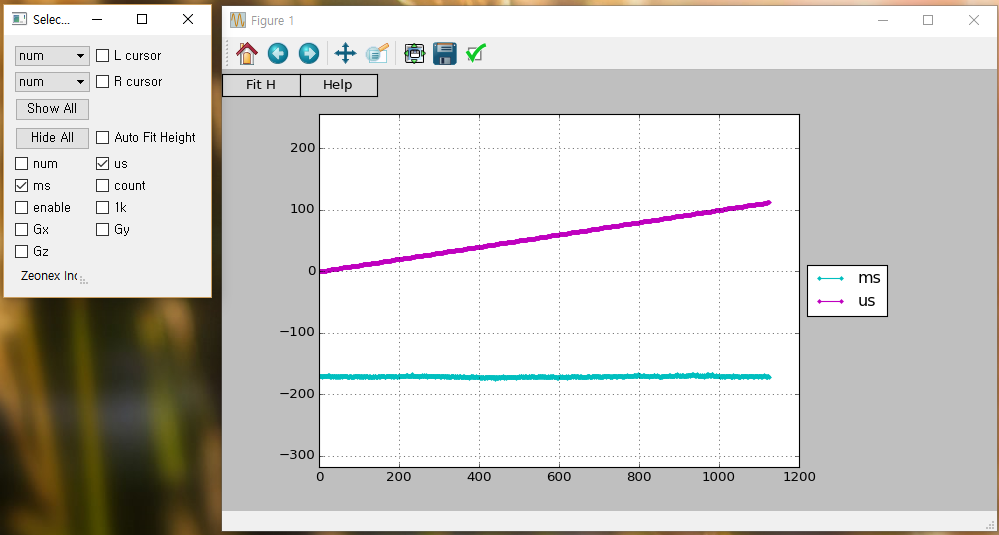 Selec...
num
L cursor
num
R cursor
Show All
Hide All
Auto Fit Height
num
us
ms
count
enable
1k
Gx
Gy
Gz
Zeonex Inc
Figure 1
Fit H
Help
200
100
0
−100
−200
−300
0
200
400
600
800
1000
1200
ms
us